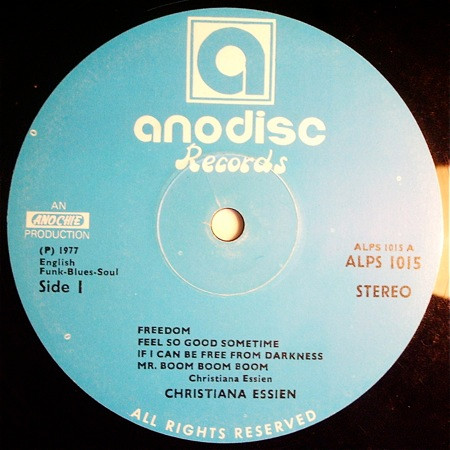 a
anodisc
Records
AN
ANOCHIE
PRODUCTION
(P) 1977
English
Funk-Blues-Soul
Side 1
ALPS 1015 A
ALPS 1015
STEREO
FREEDOM
FEEL SO GOOD SOMETIME
IF I CAN BE FREE FROM DARKNESS
MR. BOOM BOOM BOOM
Christiana Essien
CHRISTIANA ESSIEN
ALL RIGHTS RESERVED